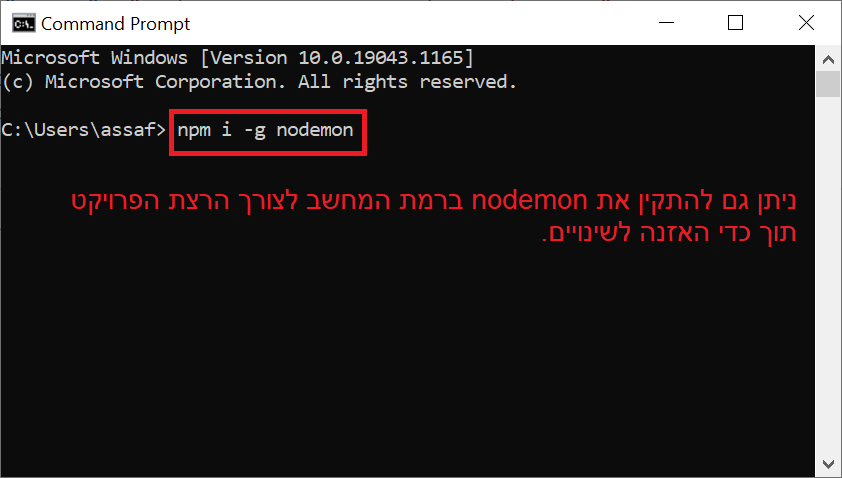 Command Prompt
Microsoft Windows [Version 10.0.19043.1165]
(c) Microsoft Corporation. All rights reserved.
C:\Users\assaf> npm i -g nodemon
ניתן גם להתקין את nodemon ברמת המחשב לצורך הרצת הפרויקט
תוך כדי האזנה לשינויים.